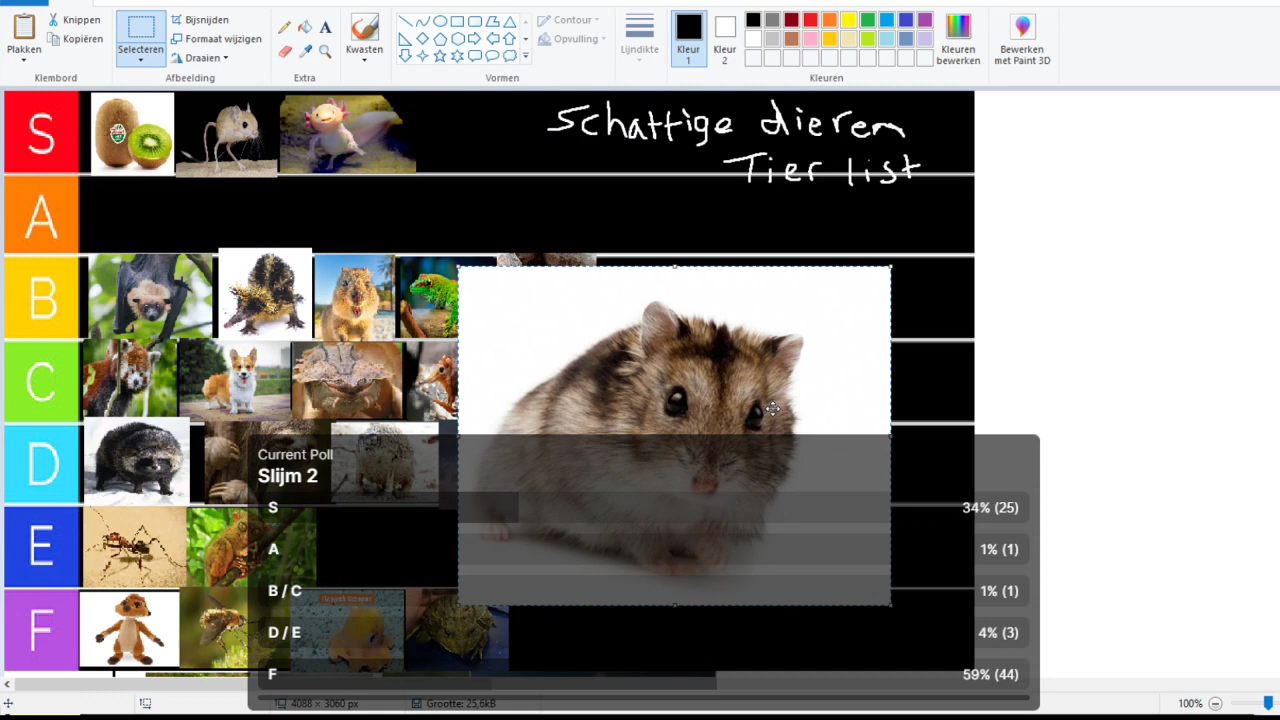 Plakken
Knippen
Kopiëren
Klembord
Selecteren
Bijsnijden
Formaat wijzigen
Draaien
Afbeelding
A
Extra
Kwasten
Vormen
Contour
Opvulling
Lijndikte
Kleur
1
Kleur
2
Kleuren
Kleuren
bewerken
Bewerken
met Paint 3D
Schattige dieren
Tier list
S
A
B
C
D
E
F
Current Poll
Slijm 2
S 34% (25)
A 1% (1)
B / C 1% (1)
D / E 4% (3)
F 59% (44)
4088 × 3060 px
Grootte: 25,6kB
100%